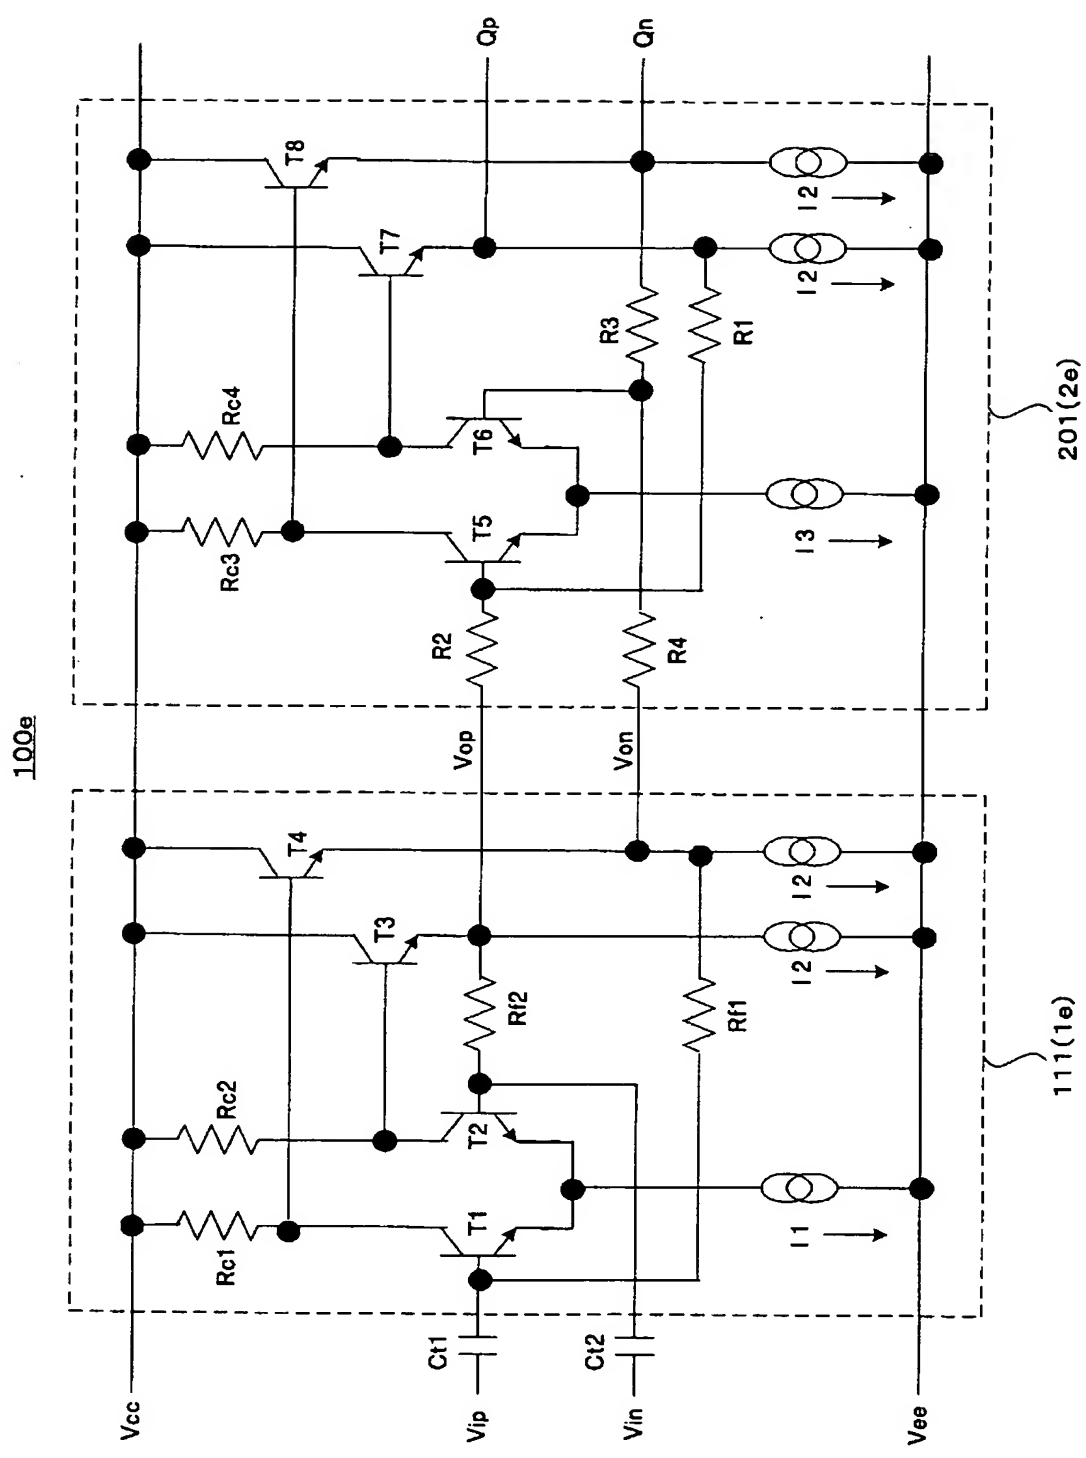 100e
Vcc
Vip
Vin
Vee
Ct1
Ct2
Rc1
Rc2
T1
T2
T3
T4
Rf2
Rf1
I1
I2
I2
111(1e)
Vop
Von
R2
R4
Rc3
Rc4
T5
T6
T7
T8
R3
R1
I3
I2
I2
201(2e)
Qp
Qn